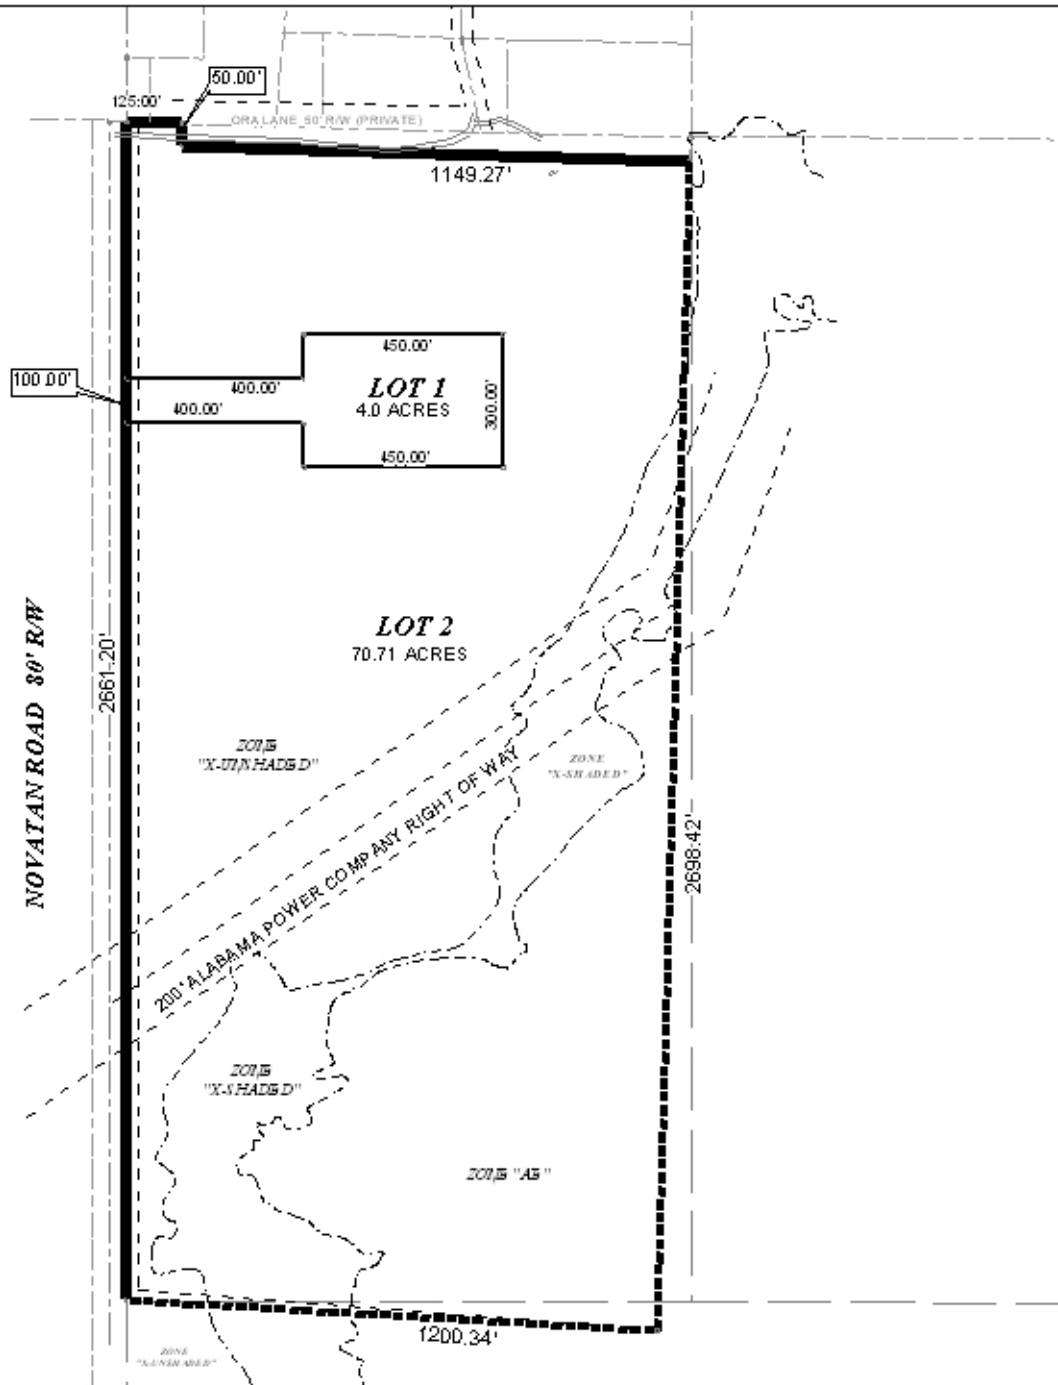 50.00'
125.00'
ORA LANE 50' R/W (PRIVATE)
1149.27'
450.00'
100.00'
400.00'
LOT 1
4.0 ACRES
300.00'
400.00'
450.00'
NOVATAN ROAD 80' R/W
2661.20'
LOT 2
70.71 ACRES
ZONE
"X-UNSHADED"
ZONE
"X-SHADED"
200' ALABAMA POWER COMPANY RIGHT OF WAY
2698.42'
ZONE
"X-SHADED"
ZONE "AE"
1200.34'
ZONE
"X-UNSHADED"